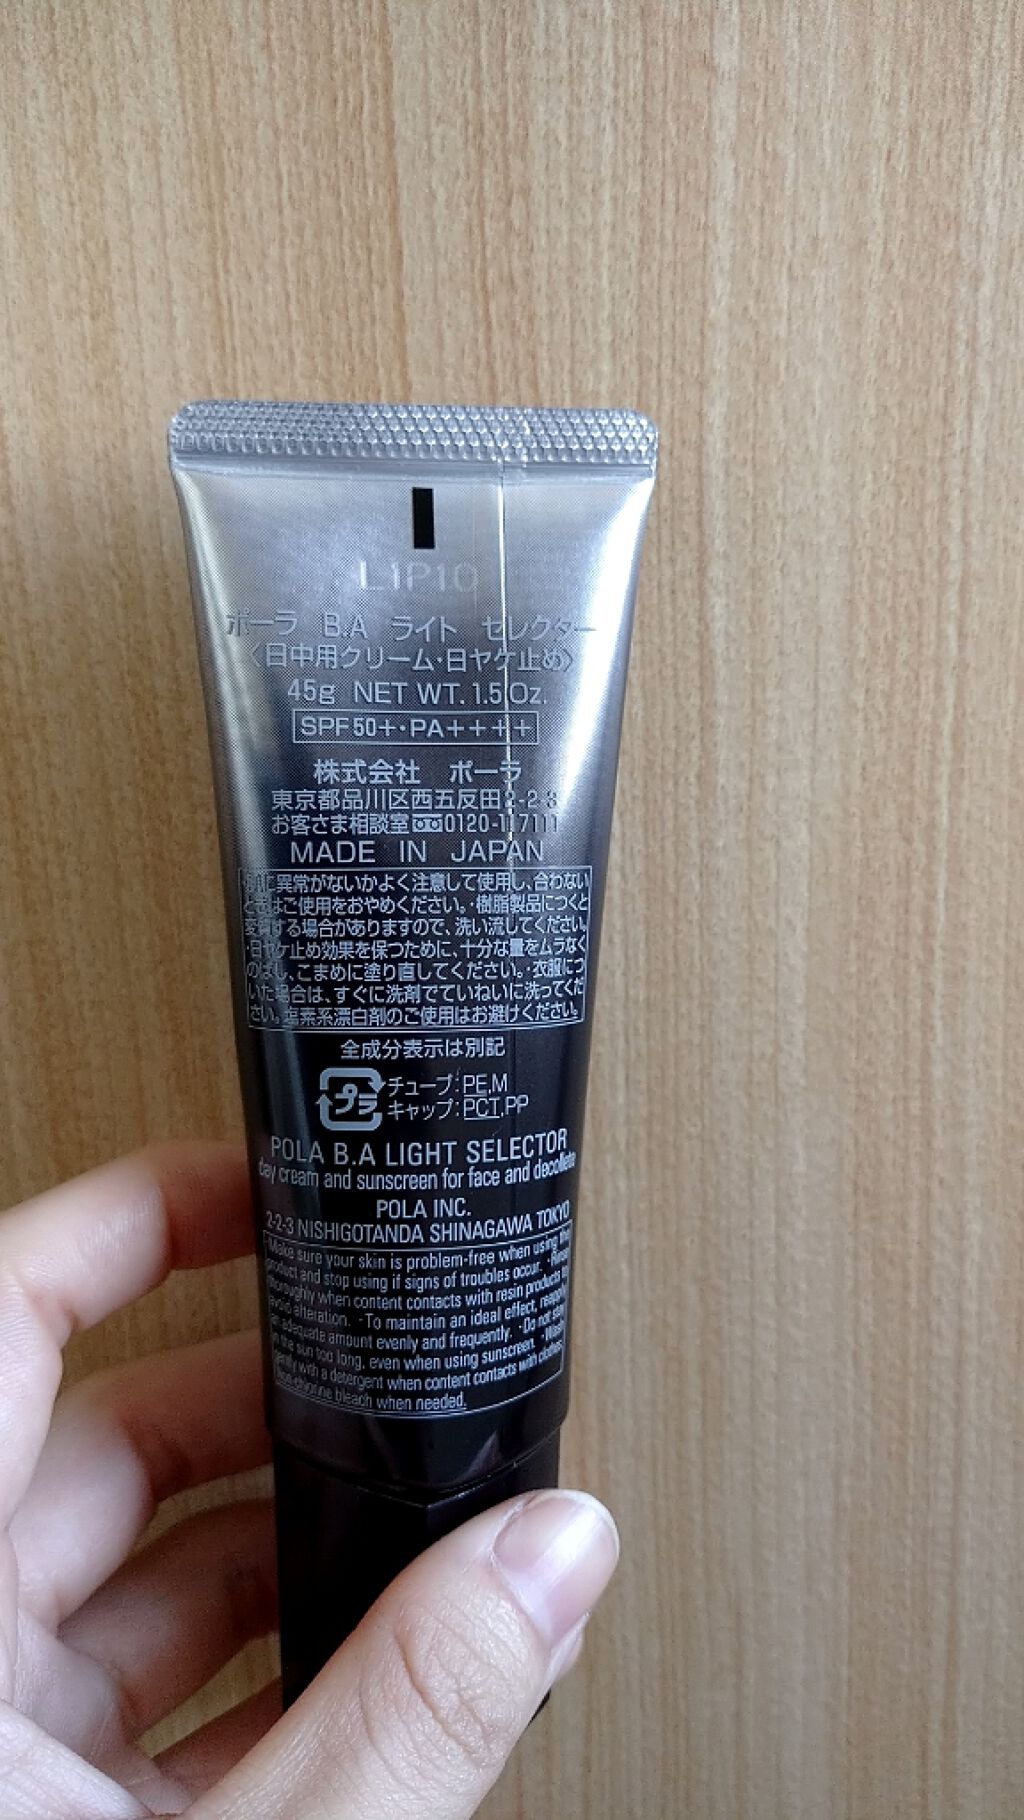 L1P10
ポーラ B.A ライト セレクター
〈日中用クリーム・日ヤケ止め〉
45g NET WT. 1.5 Oz.
SPF50+・PA++++
株式会社 ポーラ
東京都品川区西五反田2-2-3
お客さま相談室 0120-117111
MADE IN JAPAN
に異常がないかよく注意して使用し、合わない
ときはご使用をおやめください。・樹脂製品につくと
変質する場合がありますので、洗い流してください。
・日ヤケ止め効果を保つために、十分な量をムラなく
のばし、こまめに塗り直してください。・衣服につ
いた場合は、すぐに洗剤でていねいに洗ってくだ
さい。塩素系漂白剤のご使用はお避けください。
全成分表示は別記
プラ チューブ:PE,M
キャップ:PCT,PP
POLA B.A LIGHT SELECTOR
day cream and sunscreen for face and decollete
POLA INC.
2-2-3 NISHIGOTANDA SHINAGAWA TOKYO
・Make sure your skin is problem-free when using the
product and stop using if signs of troubles occur. ・Rinse
thoroughly when content contacts with resin products to
avoid alteration. ・To maintain an ideal effect, reapply
an adequate amount evenly and frequently. ・Do not stay
in the sun too long, even when using sunscreen. ・Wash
gently with a detergent when content contacts with clothes.
Use non-chlorine bleach when needed.